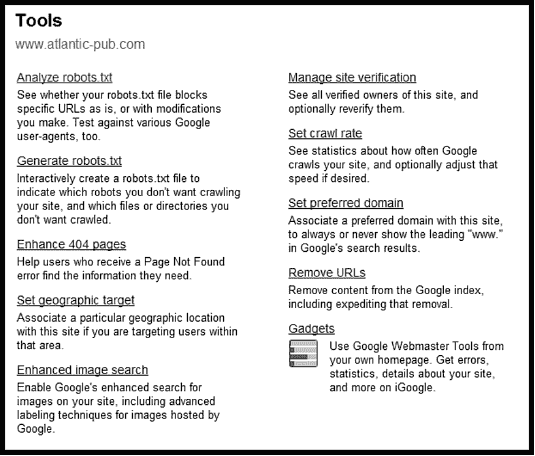 Tools
www.atlantic-pub.com
Analyze robots.txt
See whether your robots.txt file blocks
specific URLs as is, or with modifications
you make. Test against various Google
user-agents, too.
Generate robots.txt
Interactively create a robots.txt file to
indicate which robots you don't want crawling
your site, and which files or directories you
don't want crawled.
Enhance 404 pages
Help users who receive a Page Not Found
error find the information they need.
Set geographic target
Associate a particular geographic location
with this site if you are targeting users within
that area.
Enhanced image search
Enable Google's enhanced search for
images on your site, including advanced
labeling techniques for images hosted by
Google.
Manage site verification
See all verified owners of this site, and
optionally reverify them.
Set crawl rate
See statistics about how often Google
crawls your site, and optionally adjust that
speed if desired.
Set preferred domain
Associate a preferred domain with this site,
to always or never show the leading "www."
in Google's search results.
Remove URLs
Remove content from the Google index,
including expediting that removal.
Gadgets
Use Google Webmaster Tools from
your own homepage. Get errors,
statistics, details about your site,
and more on iGoogle.